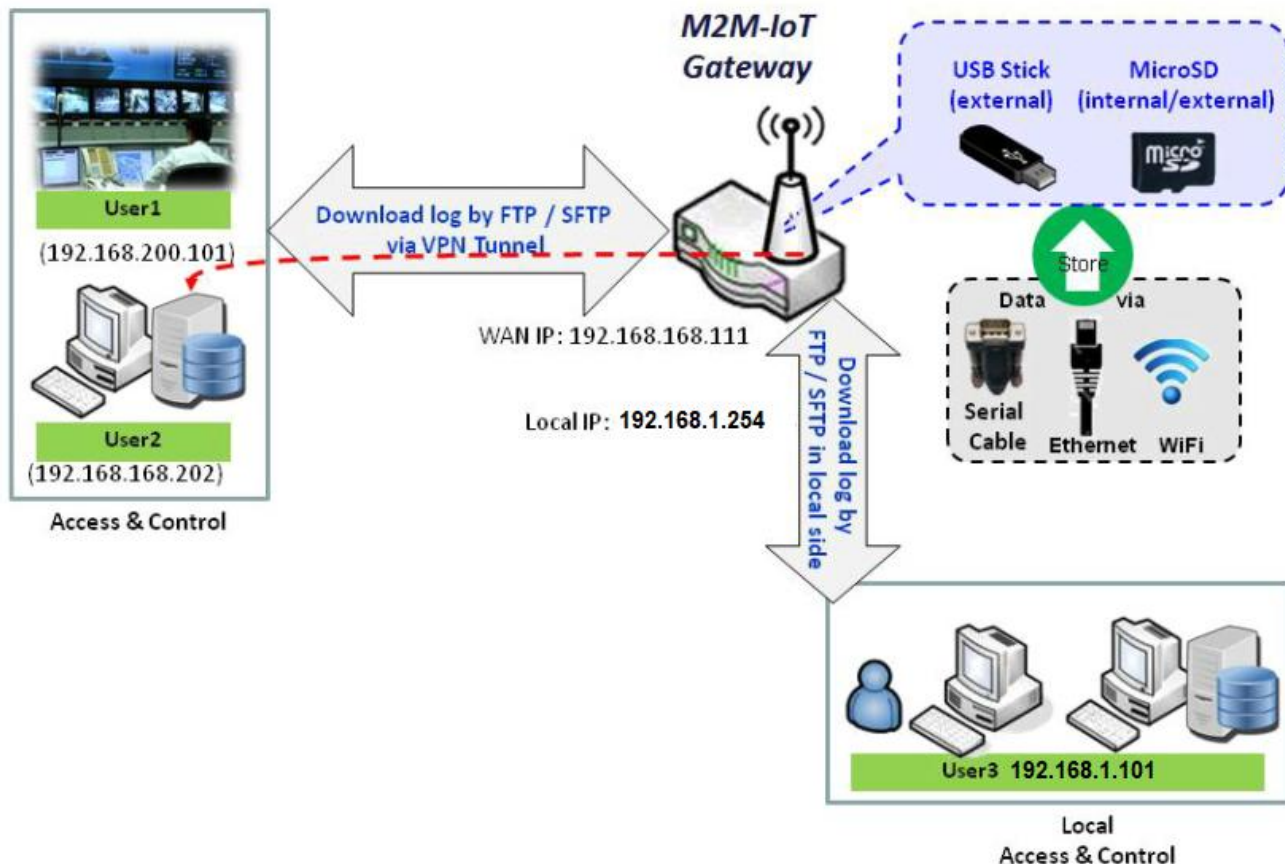 M2M-IoT
Gateway
USB Stick
(external)
MicroSD
(internal/external)
micro
SD
User1
(192.168.200.101)
Download log by FTP / SFTP
via VPN Tunnel
Store
Data via
WAN IP: 192.168.168.111
Serial
Cable
Ethernet
WiFi
Local IP: 192.168.1.254
Download log by
FTP / SFTP in local side
User2
(192.168.168.202)
Access & Control
User3 192.168.1.101
Local
Access & Control